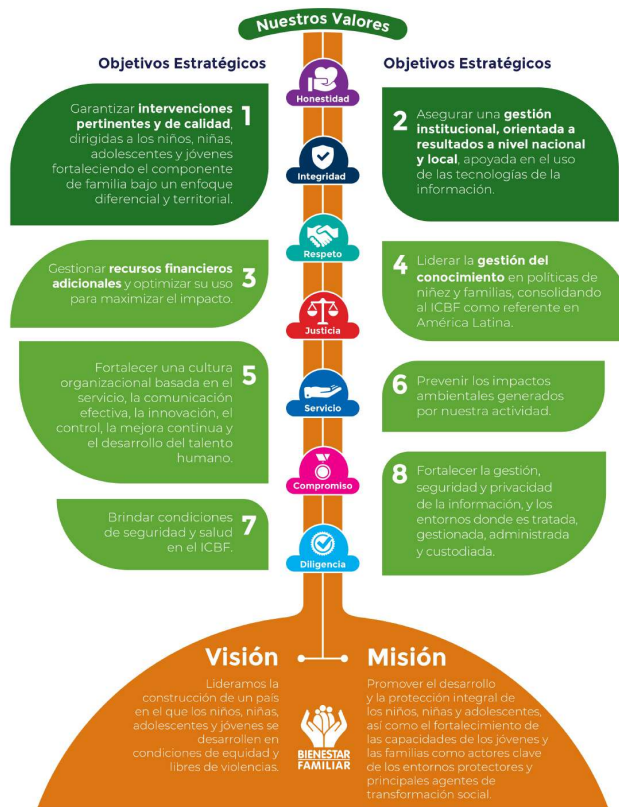 Nuestros Valores
Objetivos Estratégicos
Objetivos Estratégicos
Honestidad
Integridad
Respeto
Justicia
Servicio
Compromiso
Diligencia
1
Garantizar intervenciones
pertinentes y de calidad,
dirigidas a los niños, niñas,
adolescentes y jóvenes
fortaleciendo el componente
de familia bajo un enfoque
diferencial y territorial.
2
Asegurar una gestión
institucional, orientada a
resultados a nivel nacional
y local, apoyada en el uso
de las tecnologías de la
información.
3
Gestionar recursos financieros
adicionales y optimizar su uso
para maximizar el impacto.
4
Liderar la gestión del
conocimiento en políticas de
niñez y familias, consolidando
al ICBF como referente en
América Latina.
5
Fortalecer una cultura
organizacional basada en el
servicio, la comunicación
efectiva, la innovación, el
control, la mejora continua y
el desarrollo del talento
humano.
6
Prevenir los impactos
ambientales generados
por nuestra actividad.
7
Brindar condiciones
de seguridad y salud
en el ICBF.
8
Fortalecer la gestión,
seguridad y privacidad
de la información, y los
entornos donde es tratada,
gestionada, administrada
y custodiada.
Visión
Lideramos la
construcción de un país
en el que los niños, niñas,
adolescentes y jóvenes se
desarrollen en
condiciones de equidad y
libres de violencias.
BIENESTAR
FAMILIAR
Misión
Promover el desarrollo
y la protección integral de
los niños, niñas y adolescentes,
así como el fortalecimiento de
las capacidades de los jóvenes y
las familias como actores clave
de los entornos protectores y
principales agentes de
transformación social.